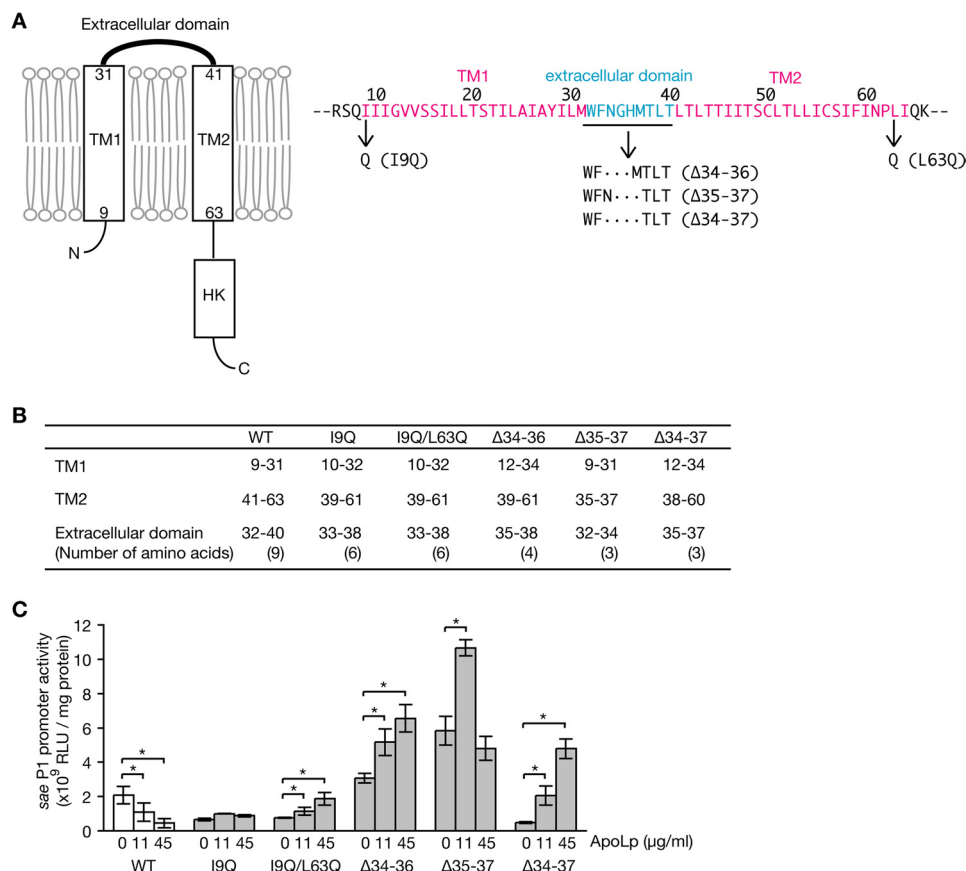 A
Extracellular domain
31 41
TM1 TM2
9 63
N
HK
C
TM1 extracellular domain TM2
10 20 30 40 50 60
--RSQIIIGVVSSILLTSTILAIAYILMWFNGHMTLTLTLTTIITSCLTLLICSIFINPLIQK--
Q (I9Q) Q (L63Q)
WF···MTLT (Δ34-36)
WFN···TLT (Δ35-37)
WF····TLT (Δ34-37)
B
WT I9Q I9Q/L63Q Δ34-36 Δ35-37 Δ34-37
TM1 9-31 10-32 10-32 12-34 9-31 12-34
TM2 41-63 39-61 39-61 39-61 35-37 38-60
Extracellular domain 32-40 33-38 33-38 35-38 32-34 35-37
(Number of amino acids) (9) (6) (6) (4) (3) (3)
C
sae P1 promoter activity
(x10⁹ RLU / mg protein)
12
10
8
6
4
2
0
* * * * * * * * *
0 11 45 0 11 45 0 11 45 0 11 45 0 11 45 0 11 45 ApoLp (µg/ml)
WT I9Q I9Q/L63Q Δ34-36 Δ35-37 Δ34-37